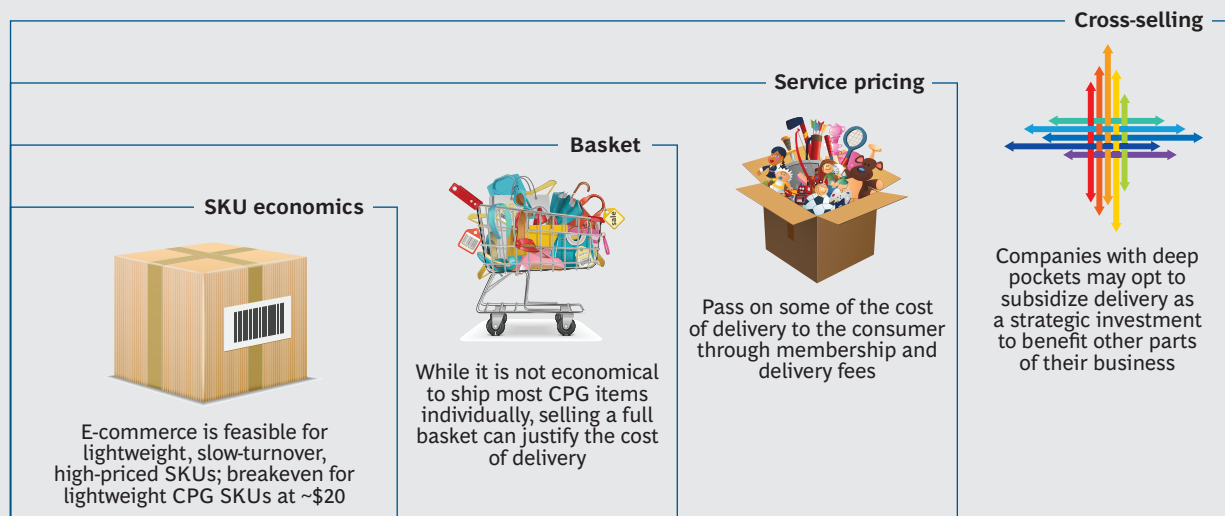 Cross-selling
Service pricing
Basket
SKU economics
E-commerce is feasible for
lightweight, slow-turnover,
high-priced SKUs; breakeven for
lightweight CPG SKUs at ~$20
sale
While it is not economical
to ship most CPG items
individually, selling a full
basket can justify the cost
of delivery
Pass on some of the cost
of delivery to the consumer
through membership and
delivery fees
Companies with deep
pockets may opt to
subsidize delivery as
a strategic investment
to benefit other parts
of their business